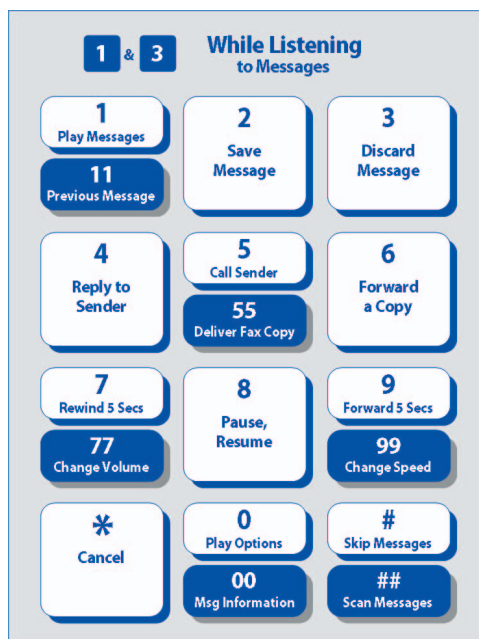 1 & 3 While Listening
to Messages
1
Play Messages
11
Previous Message
2
Save
Message
3
Discard
Message
4
Reply to
Sender
5
Call Sender
55
Deliver Fax Copy
6
Forward
a Copy
7
Rewind 5 Secs
77
Change Volume
8
Pause,
Resume
9
Forward 5 Secs
99
Change Speed
*
Cancel
0
Play Options
00
Msg Information
#
Skip Messages
##
Scan Messages